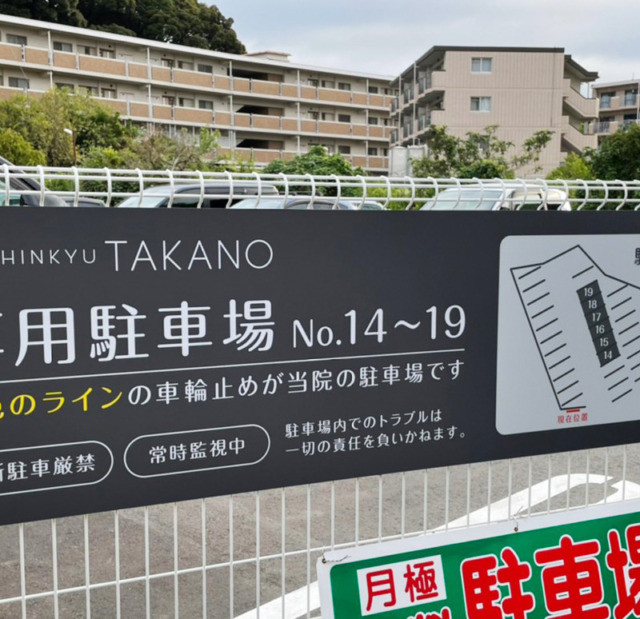 HINKYU TAKANO
用駐車場 No.14～19
のラインの車輪止めが当院の駐車場です
駐車厳禁
常時監視中
駐車場内でのトラブルは
一切の責任を負いかねます。
19
18
17
16
15
14
現在位置
月極
駐車場